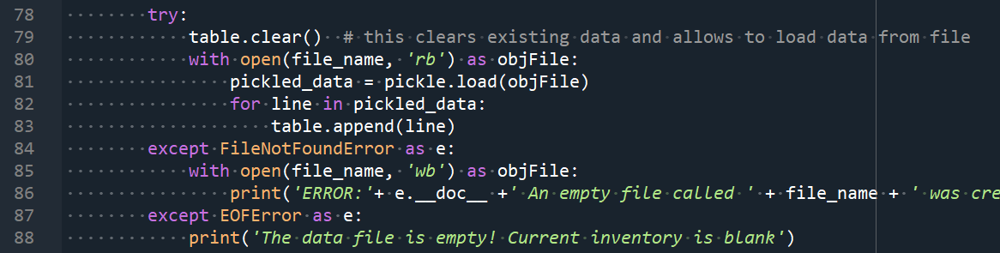 78 try:
79 table.clear() # this clears existing data and allows to load data from file
80 with open(file_name, 'rb') as objFile:
81 pickled_data = pickle.load(objFile)
82 for line in pickled_data:
83 table.append(line)
84 except FileNotFoundError as e:
85 with open(file_name, 'wb') as objFile:
86 print('ERROR:'+ e.__doc__ +' An empty file called ' + file_name + ' was cre
87 except EOFError as e:
88 print('The data file is empty! Current inventory is blank')